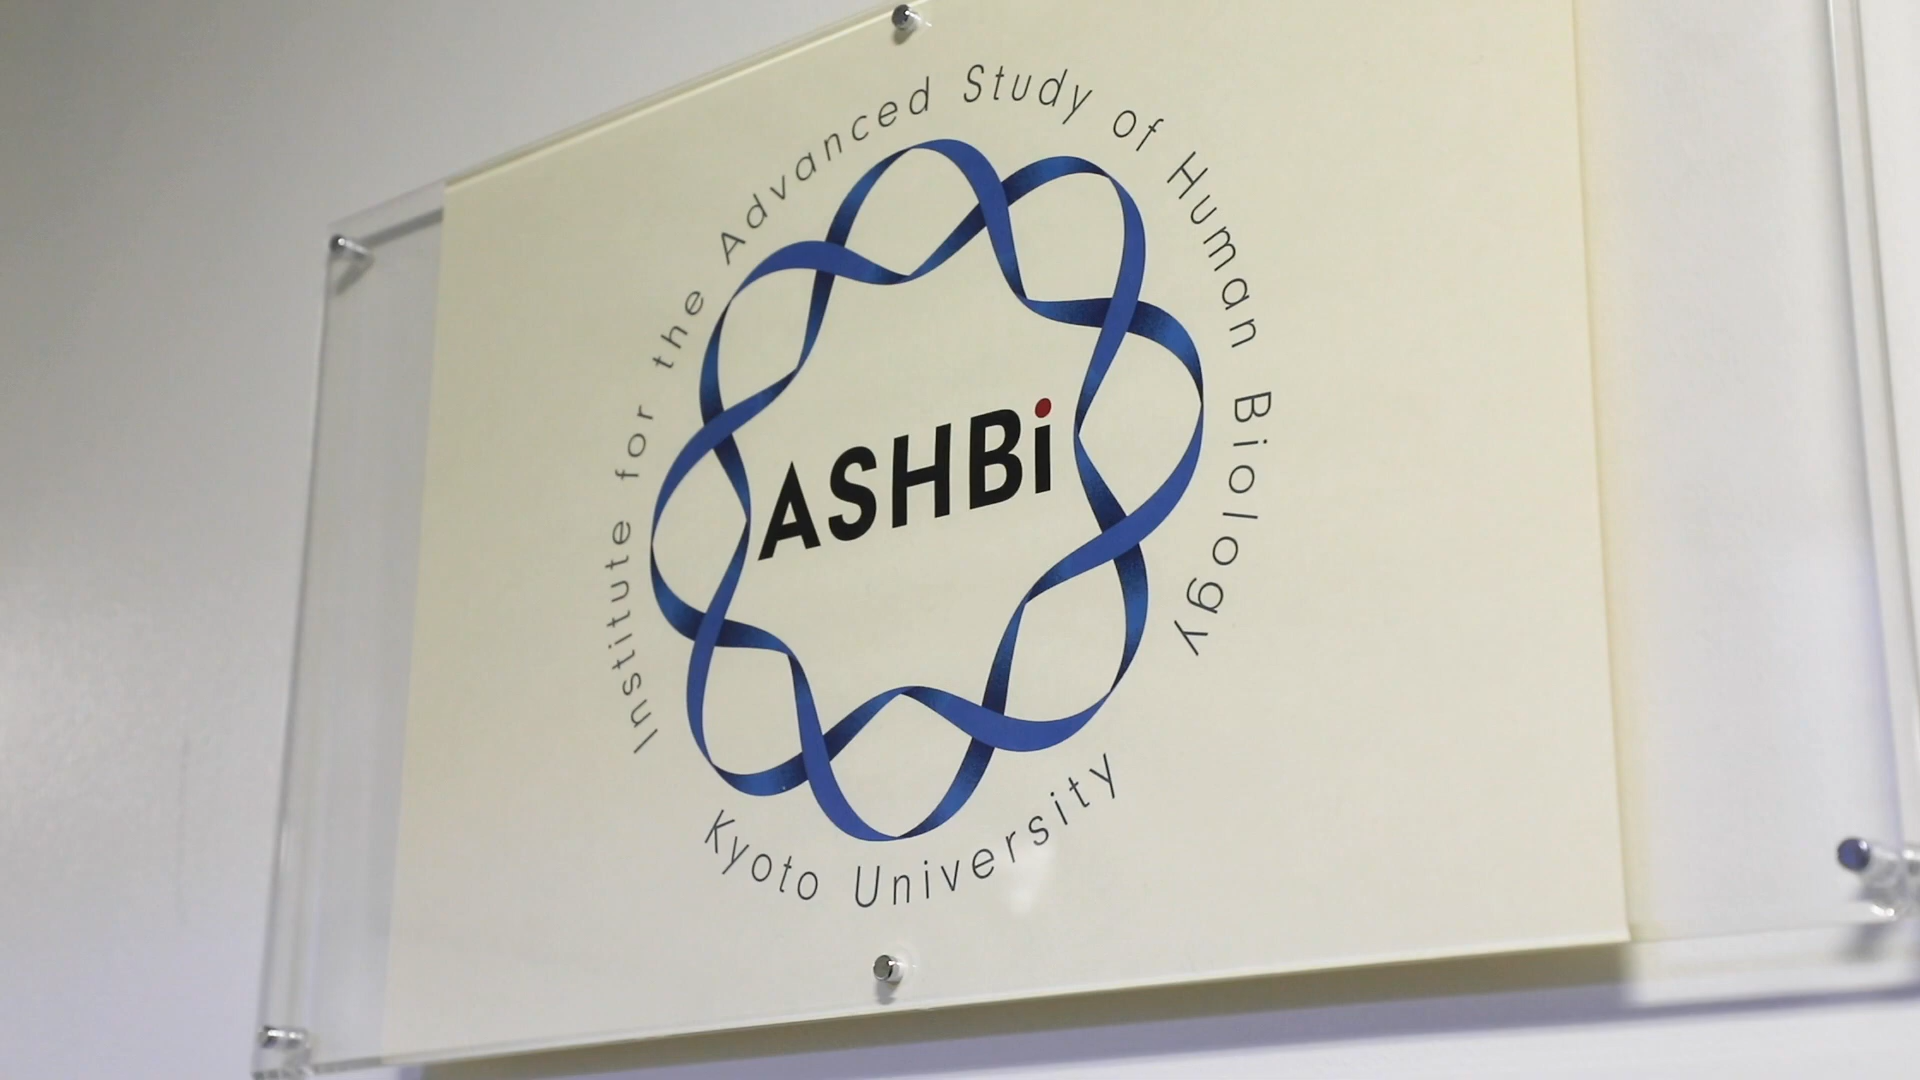 Institute for the Advanced Study of Human Biology
ASHBi
Kyoto University